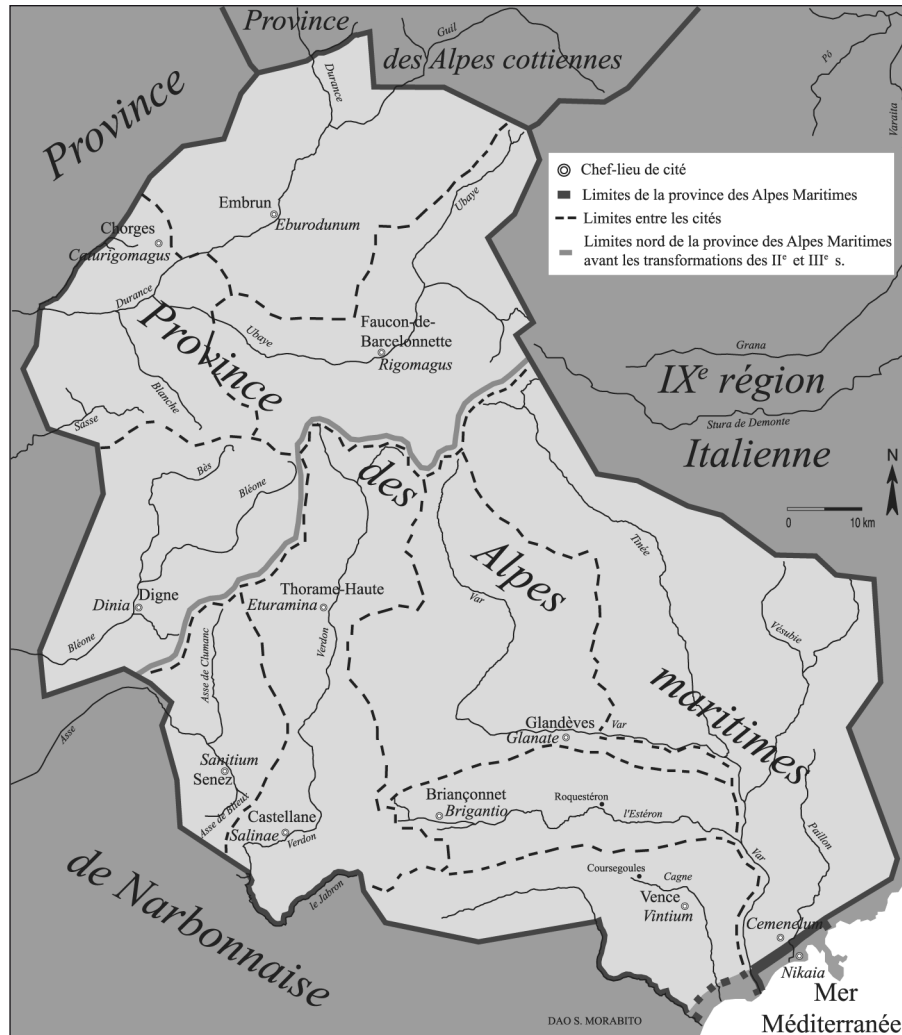 Province
des Alpes cottiennes
Guil
Pô
Varaita
Durance
Province
Chef-lieu de cité
Limites de la province des Alpes Maritimes
Limites entre les cités
Limites nord de la province des Alpes Maritimes
avant les transformations des IIe et IIIe s.
Embrun
Eburodunum
Ubaye
Chorges
Caturigomagus
Durance
Province
Ubaye
Faucon-de-
Barcelonnette
Rigomagus
Grana
IXe région
Stura de Demonte
Italienne
Blanche
Sasse
des
N
0 10 km
Bès
Bléone
Tinée
Alpes
Thorame-Haute
Eturamina
Digne
Dinia
Var
Vésubie
Verdon
Bléone
Asse de Clumanc
maritimes
Asse
Glandèves
Glanate
Var
Sanitium
Senez
Briançonnet
Brigantio
Roquestéron
l'Estéron
Asse de Blieux
Castellane
Salinae
Verdon
Paillon
Var
Coursegoules
Cagne
Vence
Vintium
le Jabron
de Narbonnaise
Cemenelum
Nikaia
Mer
Méditerranée
DAO S. MORABITO